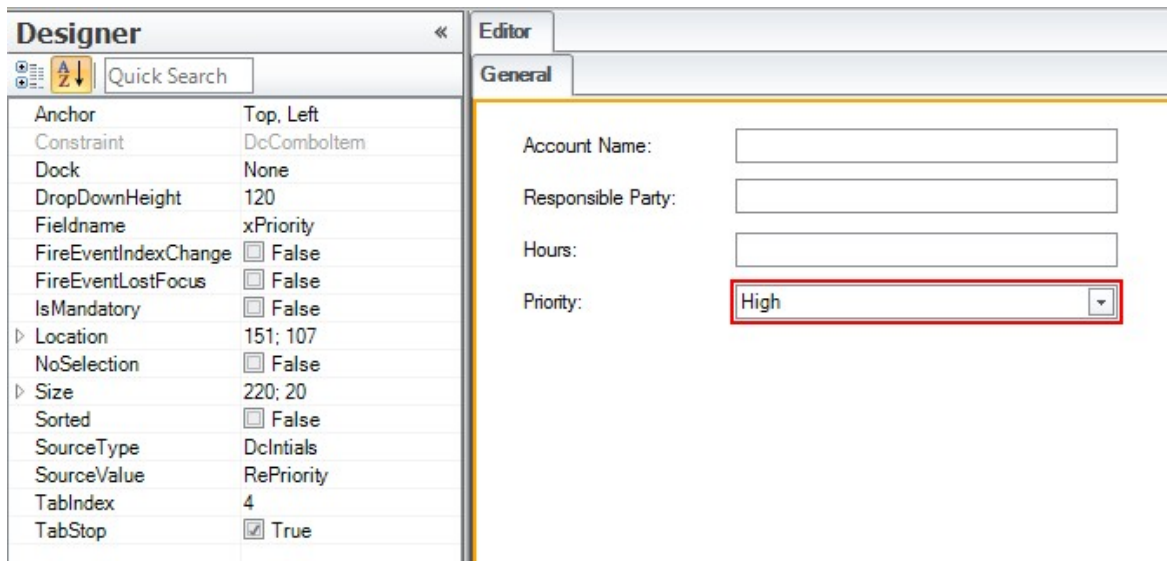 Designer «
Quick Search
Anchor Top, Left
Constraint DcComboItem
Dock None
DropDownHeight 120
Fieldname xPriority
FireEventIndexChange False
FireEventLostFocus False
IsMandatory False
Location 151; 107
NoSelection False
Size 220; 20
Sorted False
SourceType DcIntials
SourceValue RePriority
TabIndex 4
TabStop True
Editor
General
Account Name:
Responsible Party:
Hours:
Priority: High